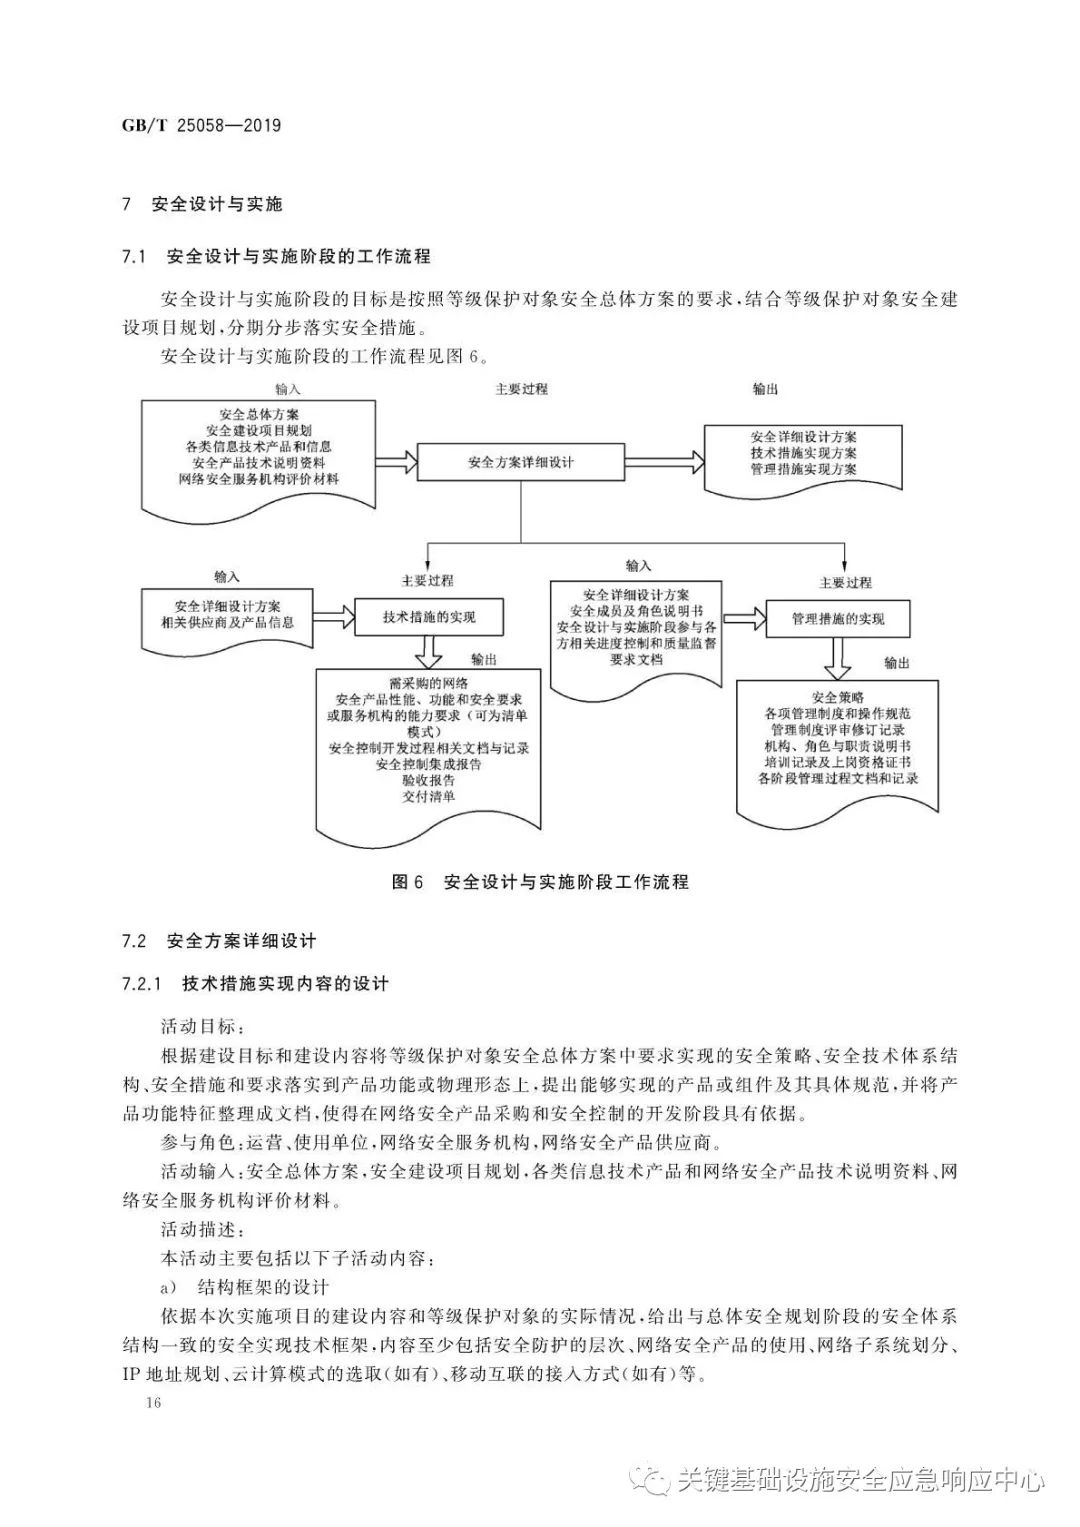 GB/T 25058—2019
7 安全设计与实施
7.1 安全设计与实施阶段的工作流程
安全设计与实施阶段的目标是按照等级保护对象安全总体方案的要求,结合等级保护对象安全建
设项目规划,分期分步落实安全措施。
安全设计与实施阶段的工作流程见图 6。
输入
主要过程
输出
安全总体方案
安全建设项目规划
各类信息技术产品和信息
安全产品技术说明资料
网络安全服务机构评价材料
安全方案详细设计
安全详细设计方案
技术措施实现方案
管理措施实现方案
输入
安全详细设计方案
相关供应商及产品信息
主要过程
技术措施的实现
输出
需采购的网络
安全产品性能、功能和安全要求
或服务机构的能力要求（可为清单
模式）
安全控制开发过程相关文档与记录
安全控制集成报告
验收报告
交付清单
输入
安全详细设计方案
安全成员及角色说明书
安全设计与实施阶段参与各
方相关进度控制和质量监督
要求文档
主要过程
管理措施的实现
输出
安全策略
各项管理制度和操作规范
管理制度评审修订记录
机构、角色与职责说明书
培训记录及上岗资格证书
各阶段管理过程文档和记录
图 6 安全设计与实施阶段工作流程
7.2 安全方案详细设计
7.2.1 技术措施实现内容的设计
活动目标:
根据建设目标和建设内容将等级保护对象安全总体方案中要求实现的安全策略、安全技术体系结
构、安全措施和要求落实到产品功能或物理形态上,提出能够实现的产品或组件及其具体规范,并将产
品功能特征整理成文档,使得在网络安全产品采购和安全控制的开发阶段具有依据。
参与角色:运营、使用单位,网络安全服务机构,网络安全产品供应商。
活动输入:安全总体方案,安全建设项目规划,各类信息技术产品和网络安全产品技术说明资料、网
络安全服务机构评价材料。
活动描述:
本活动主要包括以下子活动内容:
a) 结构框架的设计
依据本次实施项目的建设内容和等级保护对象的实际情况,给出与总体安全规划阶段的安全体系
结构一致的安全实现技术框架,内容至少包括安全防护的层次、网络安全产品的使用、网络子系统划分、
IP 地址规划、云计算模式的选取(如有)、移动互联的接入方式(如有)等。
16
关键基础设施安全应急响应中心